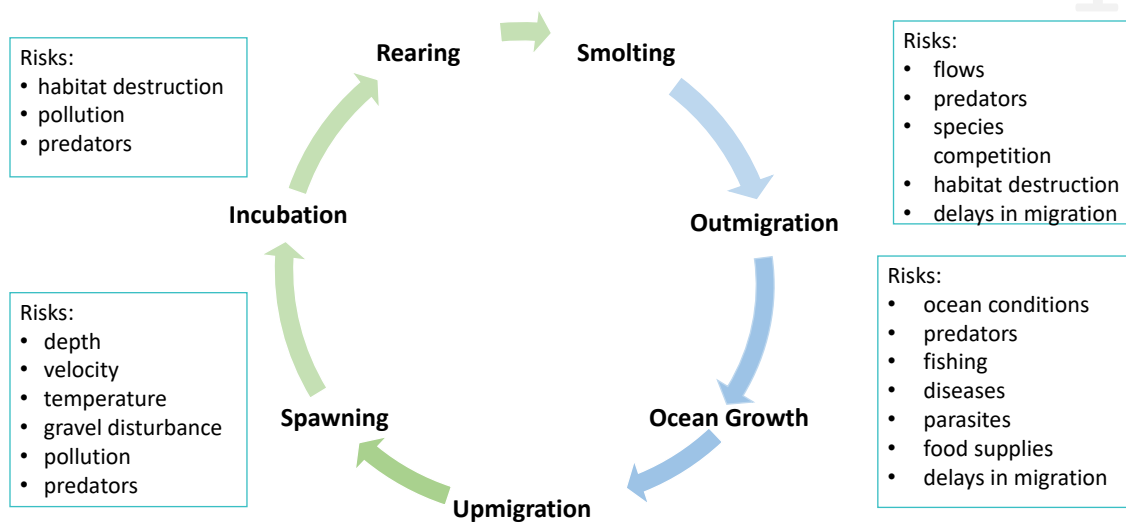 Rearing
Smolting
Risks:
• habitat destruction
• pollution
• predators
Risks:
• flows
• predators
• species
competition
• habitat destruction
• delays in migration
Incubation
Outmigration
Risks:
• depth
• velocity
• temperature
• gravel disturbance
• pollution
• predators
Risks:
• ocean conditions
• predators
• fishing
• diseases
• parasites
• food supplies
• delays in migration
Spawning
Ocean Growth
Upmigration